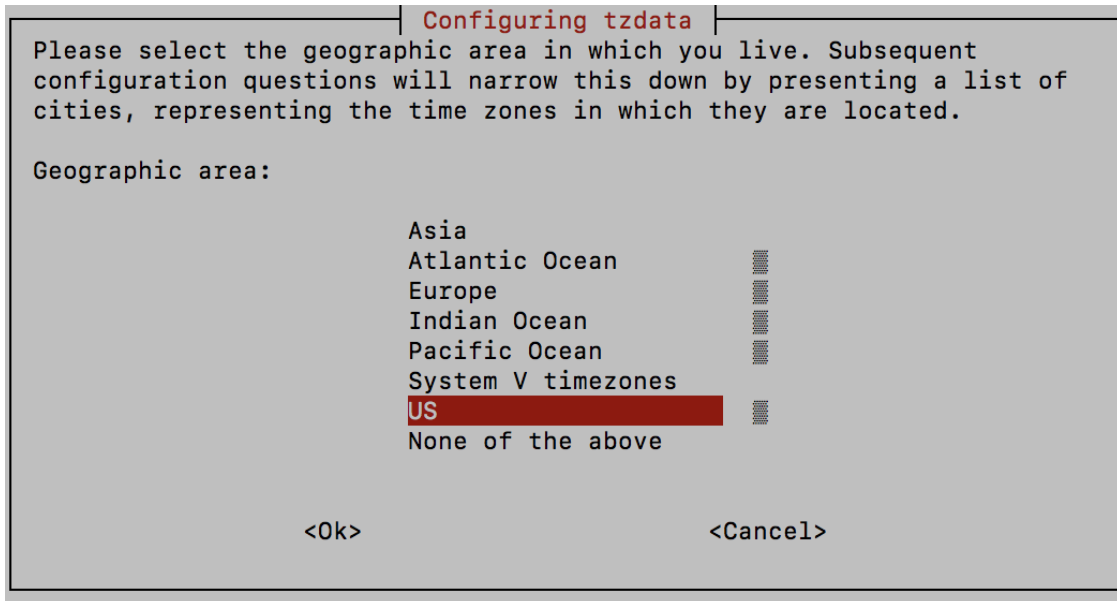 Configuring tzdata
Please select the geographic area in which you live. Subsequent
configuration questions will narrow this down by presenting a list of
cities, representing the time zones in which they are located.
Geographic area:
Asia
Atlantic Ocean
Europe
Indian Ocean
Pacific Ocean
System V timezones
US
None of the above
<Ok> <Cancel>